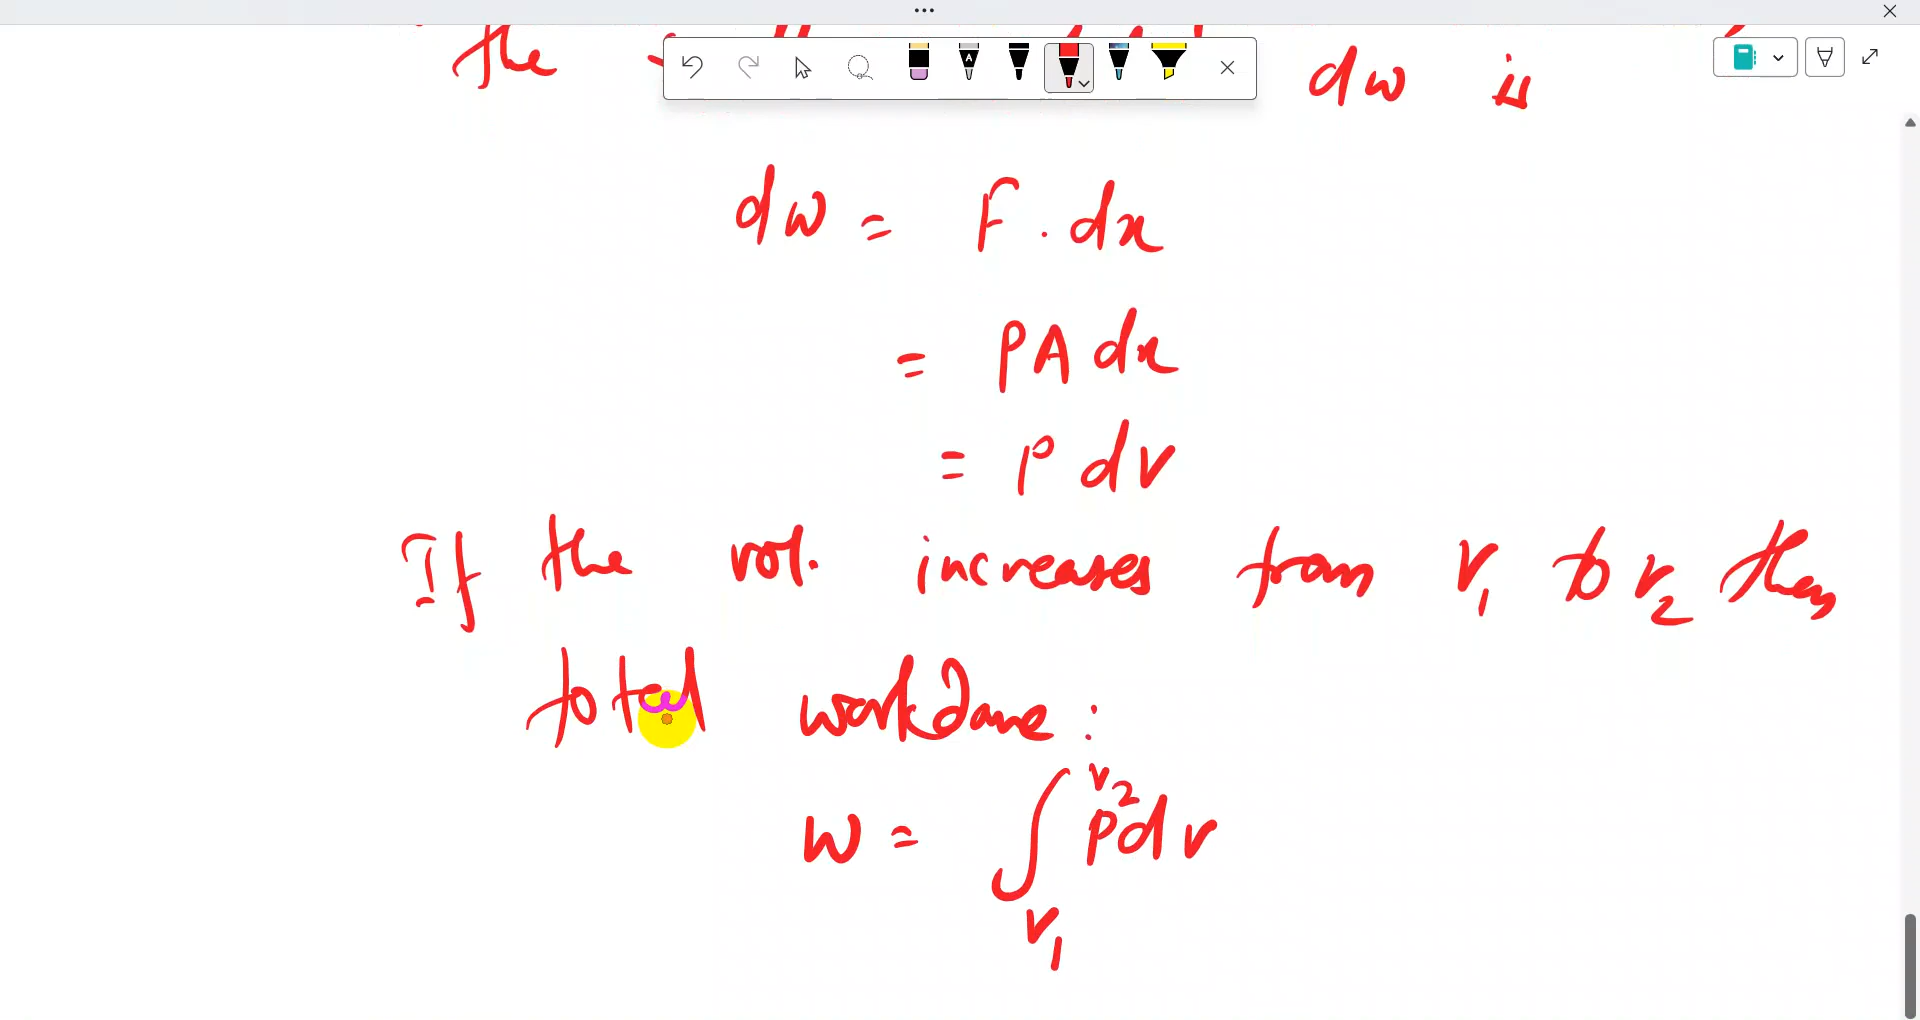 the dw is
dw = F . dx
= PA dx
= P dv
If the vol. increases from V1 to V2 then
total workdone :
W = ∫V1V2 Pdv